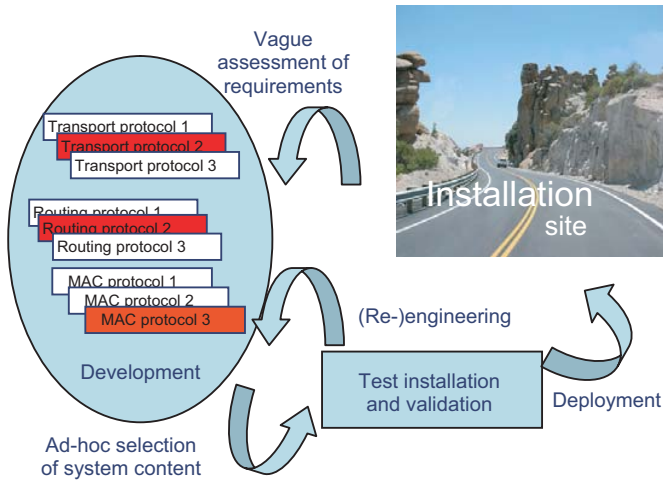 Vague
assessment of
requirements
Transport protocol 1
Transport protocol 2
Transport protocol 3
Routing protocol 1
Routing protocol 2
Routing protocol 3
MAC protocol 1
MAC protocol 2
MAC protocol 3
Development
Installation
site
(Re-)engineering
Test installation
and validation
Deployment
Ad-hoc selection
of system content